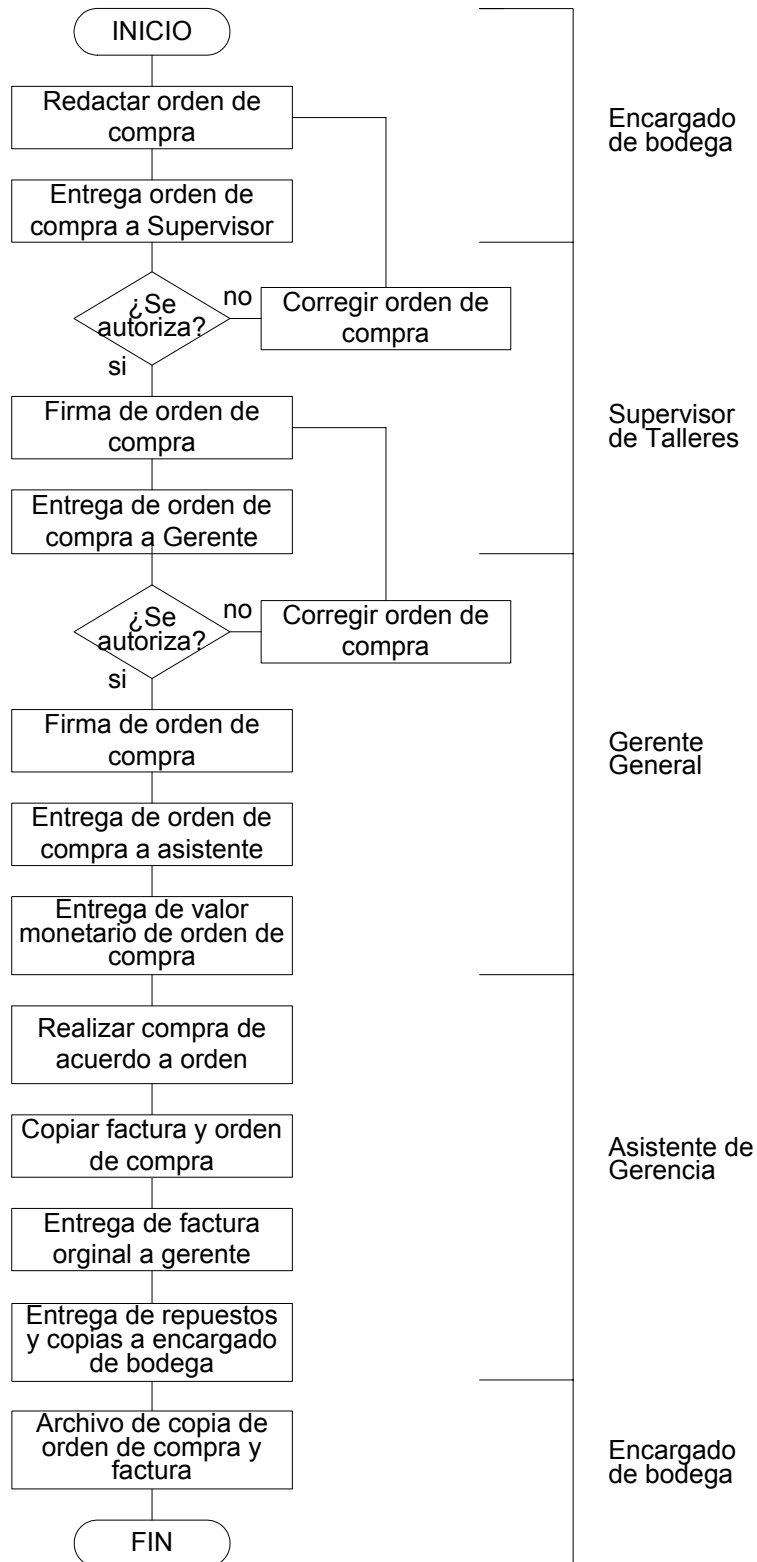 INICIO
Redactar orden de
compra
Encargado
de bodega
Entrega orden de
compra a Supervisor
¿Se
autoriza?
no
Corregir orden de
compra
si
Firma de orden de
compra
Supervisor
de Talleres
Entrega de orden de
compra a Gerente
¿Se
autoriza?
no
Corregir orden de
compra
si
Firma de orden de
compra
Gerente
General
Entrega de orden de
compra a asistente
Entrega de valor
monetario de orden de
compra
Realizar compra de
acuerdo a orden
Copiar factura y orden
de compra
Asistente de
Gerencia
Entrega de factura
orginal a gerente
Entrega de repuestos
y copias a encargado
de bodega
Archivo de copia de
orden de compra y
factura
Encargado
de bodega
FIN